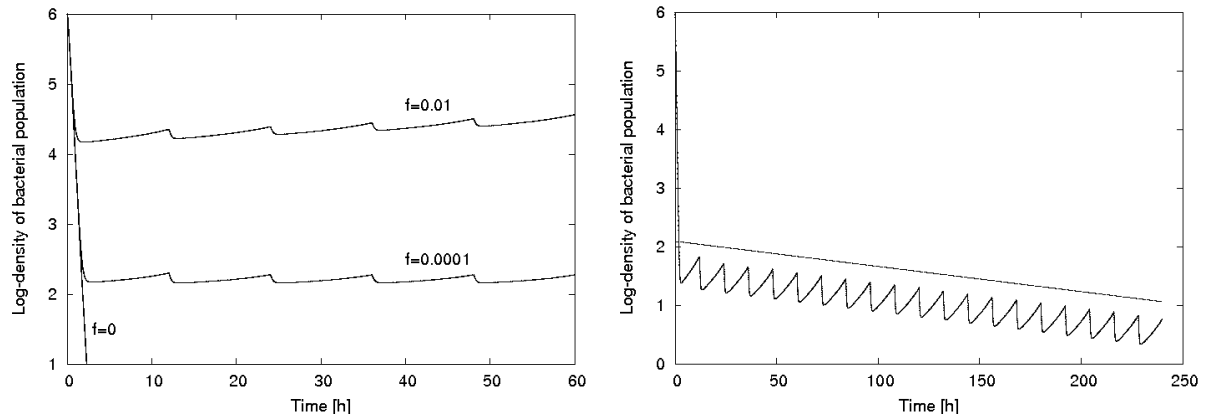 Log-density of bacterial population
6
5
4
3
2
1
f=0.01
f=0.0001
f=0
0 10 20 30 40 50 60
Time [h]
Log-density of bacterial population
6
5
4
3
2
1
0
0 50 100 150 200 250
Time [h]